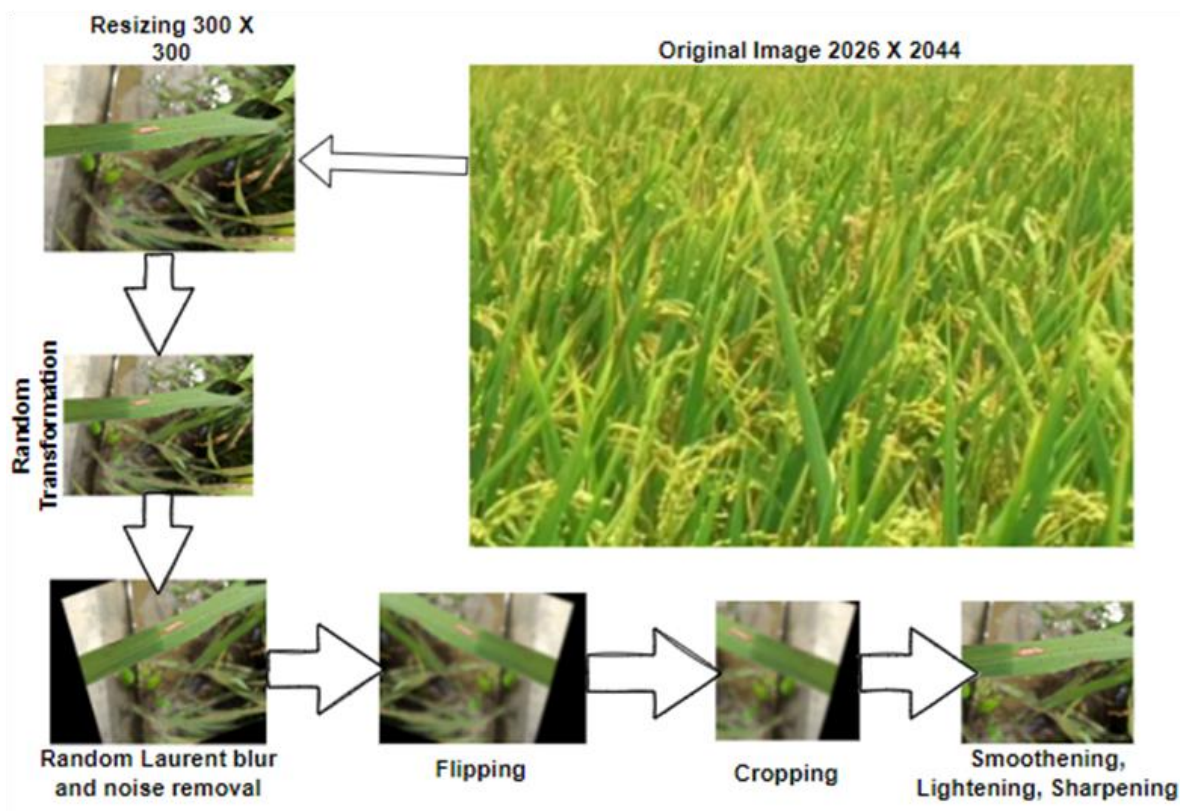 Resizing 300 X
300
Original Image 2026 X 2044
Random
Transformation
Random Laurent blur
and noise removal
Flipping
Cropping
Smoothening,
Lightening, Sharpening